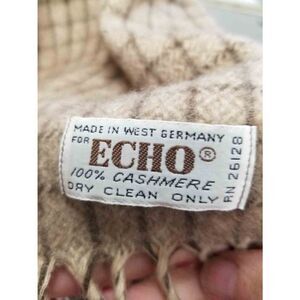 MADE IN WEST GERMANY
FOR ECHO®
100% CASHMERE
DRY CLEAN ONLY
RN 26128